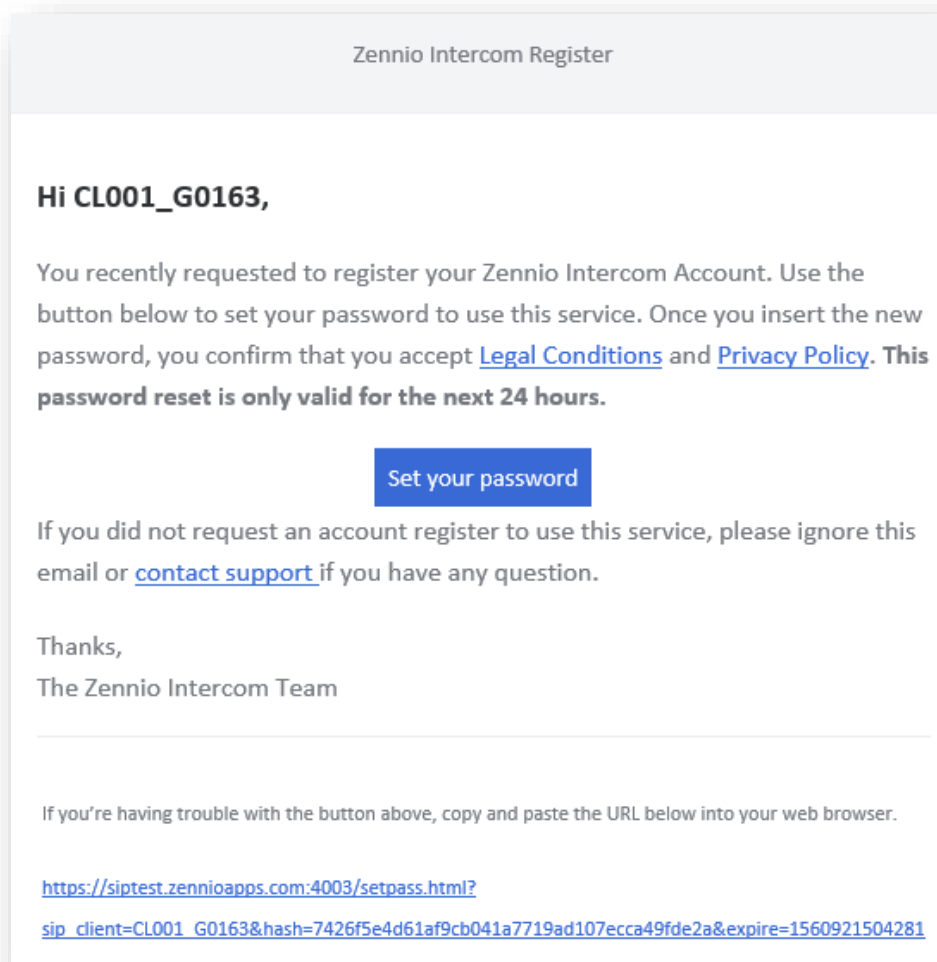 Zennio Intercom Register
Hi CL001_G0163,
You recently requested to register your Zennio Intercom Account. Use the
button below to set your password to use this service. Once you insert the new
password, you confirm that you accept Legal Conditions and Privacy Policy. This
password reset is only valid for the next 24 hours.
Set your password
If you did not request an account register to use this service, please ignore this
email or contact support if you have any question.
Thanks,
The Zennio Intercom Team
If you’re having trouble with the button above, copy and paste the URL below into your web browser.
https://siptest.zennioapps.com:4003/setpass.html?
sip_client=CL001_G0163&hash=7426f5e4d61af9cb041a7719ad107ecca49fde2a&expire=1560921504281